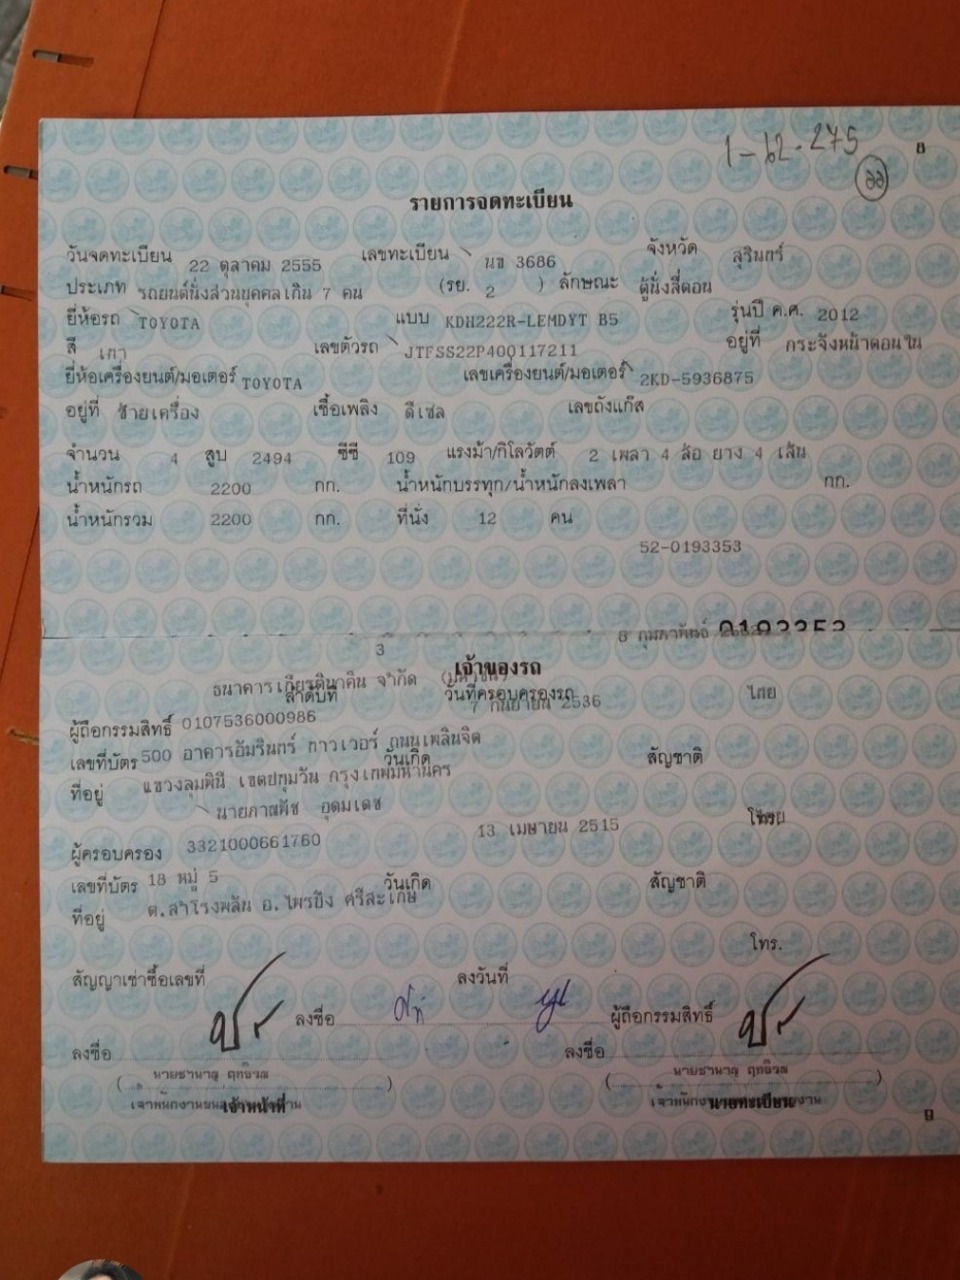 1-62-275
8
รายการจดทะเบียน
วันจดทะเบียน 22 ตุลาคม 2555 เลขทะเบียน นข 3686 จังหวัด สุรินทร์
ประเภท รถยนต์นั่งส่วนบุคคลเกิน 7 คน (รย. 2 ) ลักษณะ ตู้นั่งสี่ตอน
ยี่ห้อรถ TOYOTA แบบ KDH222R-LEMDYT B5 รุ่นปี ค.ศ. 2012
สี เทา เลขตัวรถ JTFSS22P400117211 อยู่ที่ กระจังหน้าตอนใน
ยี่ห้อเครื่องยนต์/มอเตอร์ TOYOTA เลขเครื่องยนต์/มอเตอร์ 2KD-5936875
อยู่ที่ ซ้ายเครื่อง เชื้อเพลิง ดีเซล เลขถังแก๊ส
จำนวน 4 สูบ 2494 ซีซี 109 แรงม้า/กิโลวัตต์ 2 เพลา 4 ล้อ ยาง 4 เส้น
น้ำหนักรถ 2200 กก. น้ำหนักบรรทุก/น้ำหนักลงเพลา กก.
น้ำหนักรวม 2200 กก. ที่นั่ง 12 คน
52-0193353
กุมภาพันธ์ 0193353
3
เจ้าของรถ
ธนาคารเกียรตินาคิน จำกัด
ลำดับที่ วันที่ครอบครองรถ
7 กันยายน 2536 ไทย
ผู้ถือกรรมสิทธิ์ 0107536000986
เลขที่บัตร 500 อาคารอัมรินทร์ ทาวเวอร์ ถนนเพลินจิต วันเกิด สัญชาติ
ที่อยู่ แขวงลุมพินี เขตปทุมวัน กรุงเทพมหานคร
อุดมเดช
13 เมษายน 2515
ผู้ครอบครอง 3321000661760
เลขที่บัตร 18 หมู่ 5 วันเกิด สัญชาติ
ที่อยู่ ต.สำโรงพลัน อ.ไพรบึง ศรีสะเกษ
โทร.
สัญญาเช่าซื้อเลขที่ ลงวันที่
ลงชื่อ ผู้ถือกรรมสิทธิ์
ลงชื่อ ลงชื่อ
เจ้าหน้าที่ นายทะเบียน
9